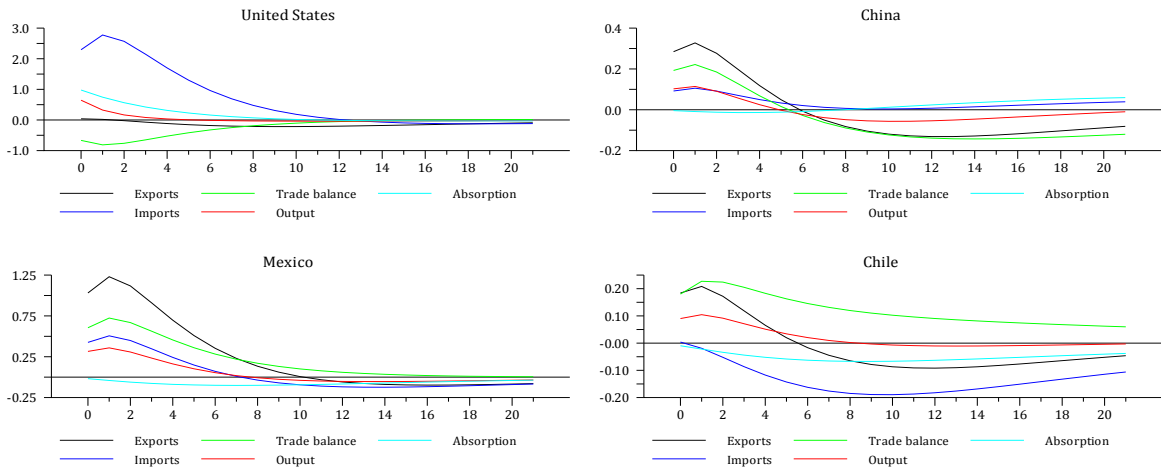 United States
3.0
2.0
1.0
0.0
-1.0
0 2 4 6 8 10 12 14 16 18 20
Exports Trade balance Absorption
Imports Output
China
0.4
0.2
0.0
-0.2
0 2 4 6 8 10 12 14 16 18 20
Exports Trade balance Absorption
Imports Output
Mexico
1.25
0.75
0.25
-0.25
0 2 4 6 8 10 12 14 16 18 20
Exports Trade balance Absorption
Imports Output
Chile
0.20
0.10
-0.00
-0.10
-0.20
0 2 4 6 8 10 12 14 16 18 20
Exports Trade balance Absorption
Imports Output